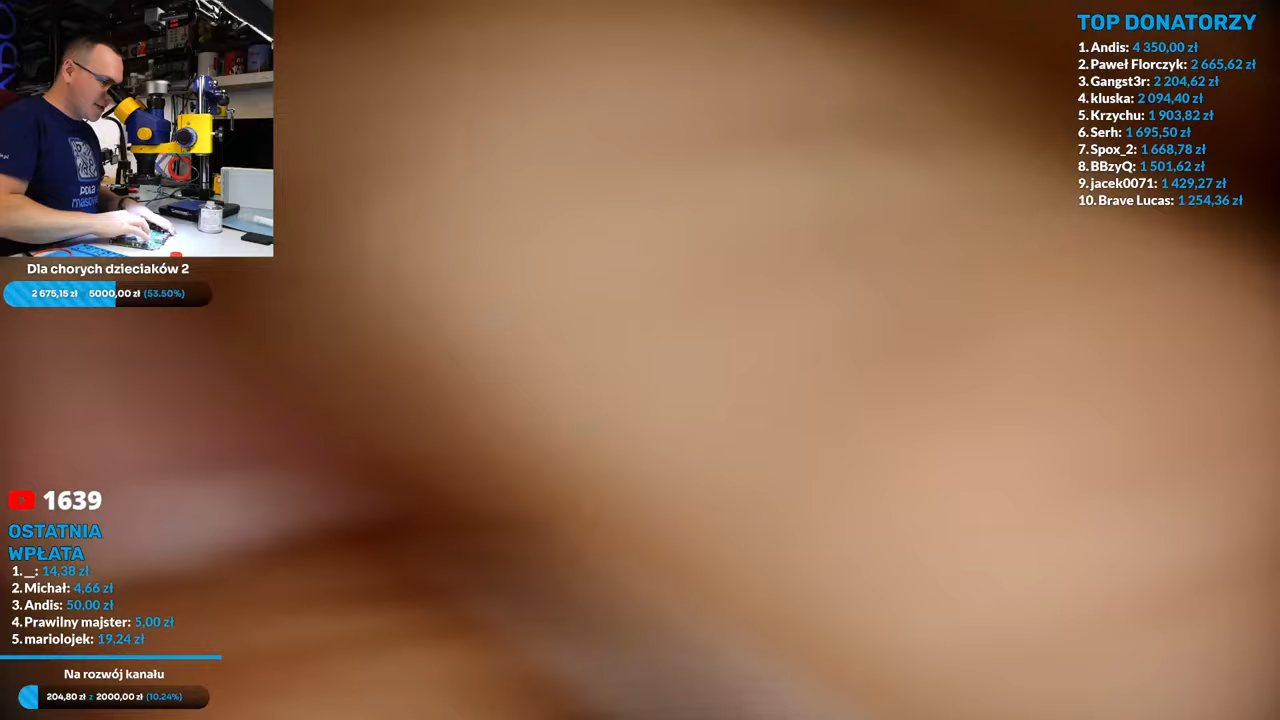 TOP DONATORZY
1. Andis: 4 350,00 zł
2. Paweł Florczyk: 2 665,62 zł
3. Gangst3r: 2 204,62 zł
4. kluska: 2 094,40 zł
5. Krzychu: 1 903,82 zł
6. Serh: 1 695,50 zł
7. Spox_2: 1 668,78 zł
8. BBzyQ: 1 501,62 zł
9. jacek0071: 1 429,27 zł
10. Brave Lucas: 1 254,36 zł
Dla chorych dzieciaków 2
2 675,15 zł z 5000,00 zł (53.50%)
1639
OSTATNIA
WPŁATA
1. __: 14,38 zł
2. Michał: 4,66 zł
3. Andis: 50,00 zł
4. Prawilny majster: 5,00 zł
5. mariolojek: 19,24 zł
Na rozwój kanału
204,80 zł z 2000,00 zł (10.24%)